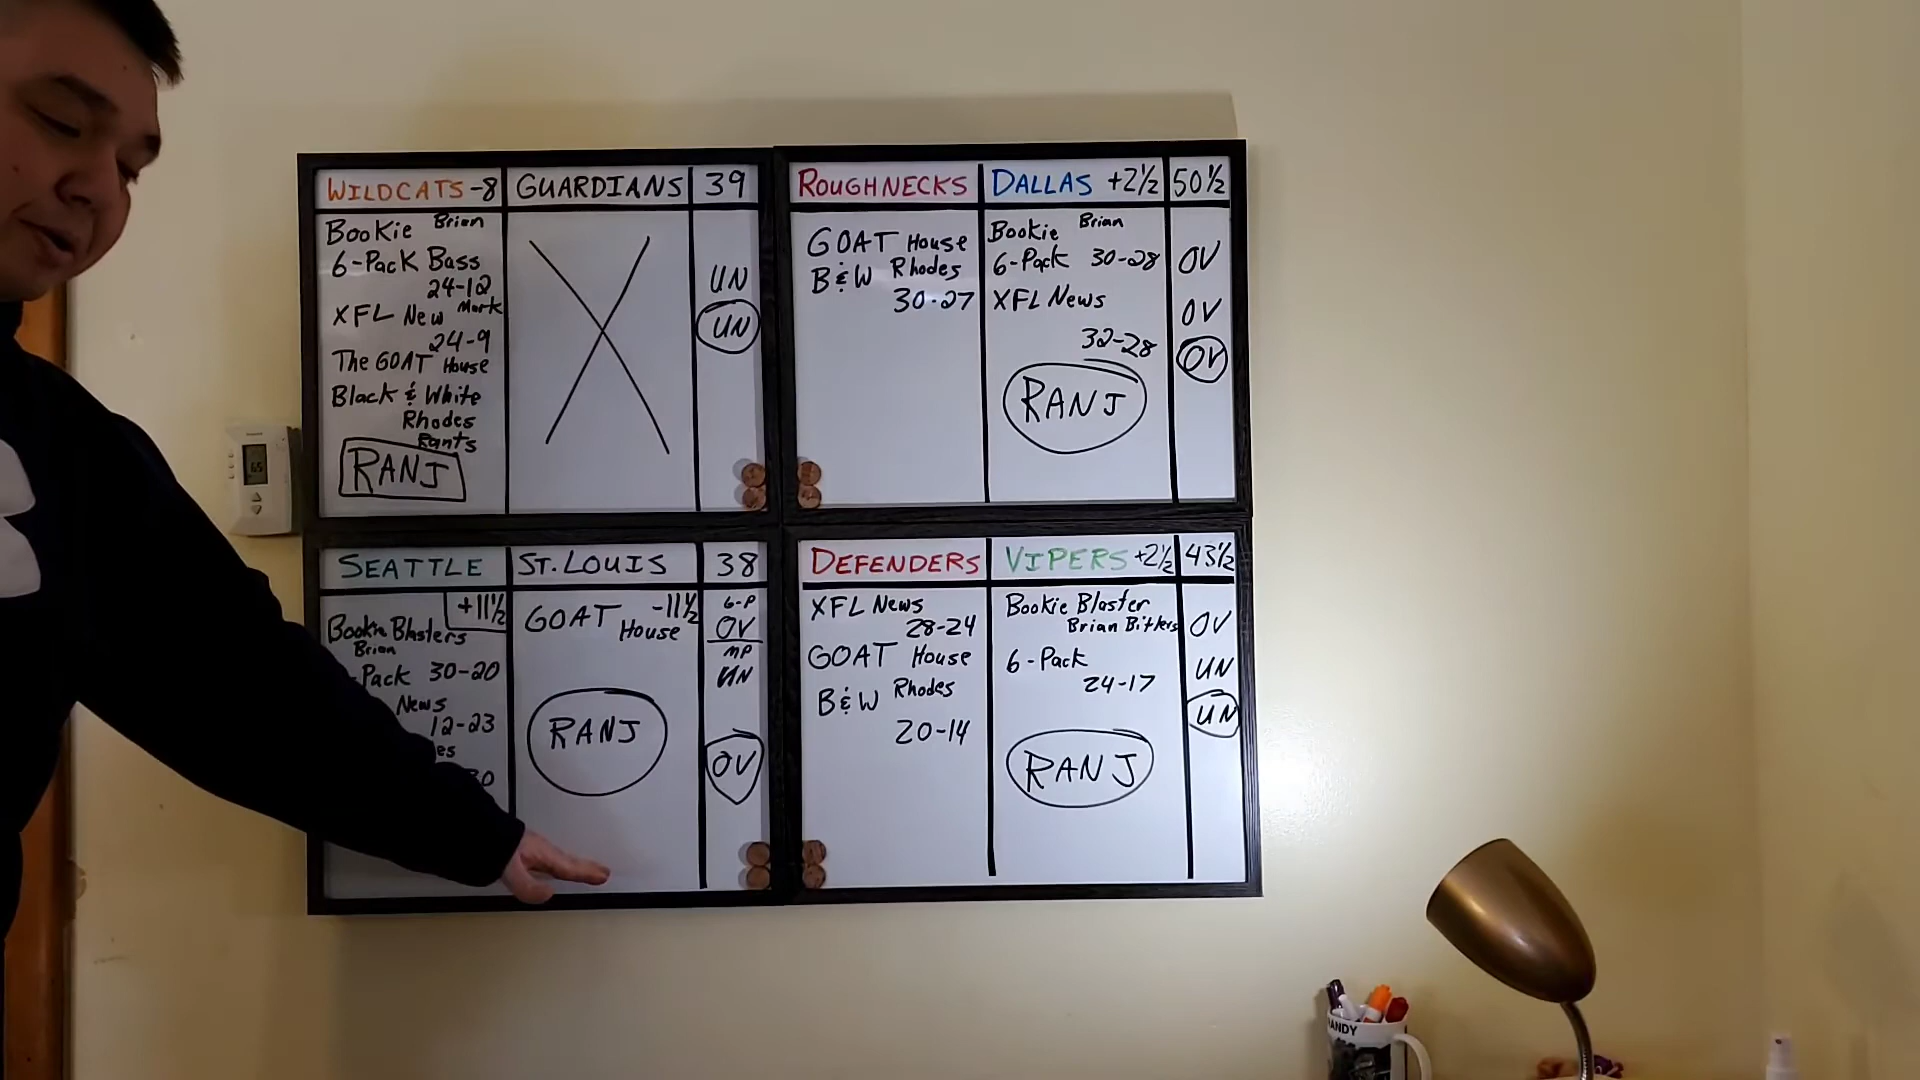 WILDCATS -8 GUARDIANS 39
Bookie Brian
6-Pack Bass
24-12
XFL New Mark
24-9
The GOAT House
Black & White
Rhodes
Rants
RANJ
UN
UN
ROUGHNECKS DALLAS +2½ 50½
GOAT House
B&W Rhodes
30-27
Bookie Brian
6-Pack 30-28
XFL News
32-28
RANJ
OV
OV
OV
SEATTLE ST. LOUIS 38
+11½
Bookie Blasters
Brian
Pack 30-20
News
12-23
-11½
GOAT House
RANJ
6-P
OV
MP
UN
OV
DEFENDERS VIPERS +2½ 43½
XFL News
28-24
GOAT House
B&W Rhodes
20-14
Bookie Blaster
Brian Bitlers
6-Pack
24-17
RANJ
OV
UN
UN
65